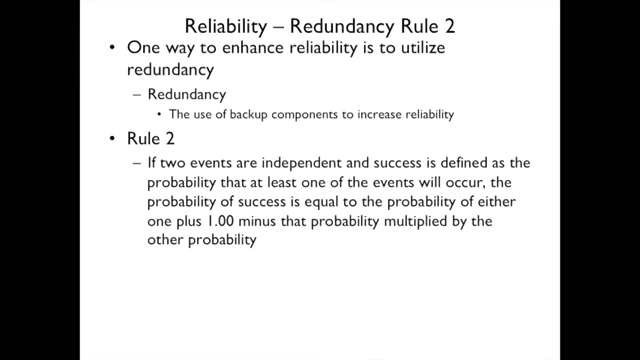 Reliability – Redundancy Rule 2
• One way to enhance reliability is to utilize
redundancy
– Redundancy
• The use of backup components to increase reliability
• Rule 2
– If two events are independent and success is defined as the
probability that at least one of the events will occur, the
probability of success is equal to the probability of either
one plus 1.00 minus that probability multiplied by the
other probability